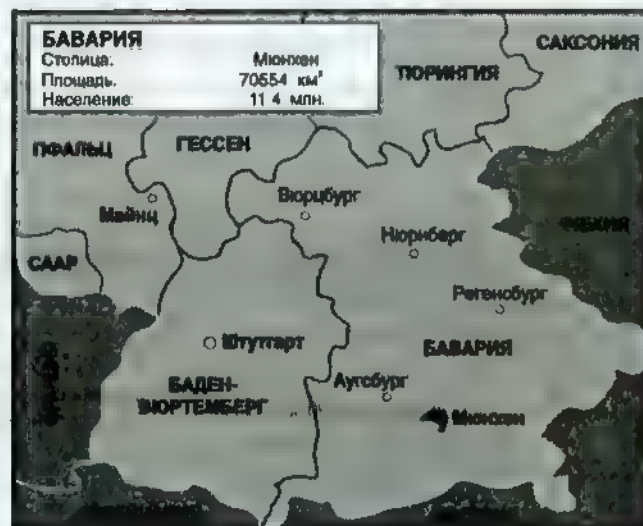 БАВАРИЯ
Столица: Мюнхен
Площадь: 70554 км²
Население: 11 4 млн.
САКСОНИЯ
ТЮРИНГИЯ
ПФАЛЬЦ
ГЕССЕН
Майнц
Вюрцбург
Нюрнберг
СААР
Регенсбург
Штутгарт
БАВАРИЯ
Аугсбург
БАДЕН-
ВЮРТЕМБЕРГ
Мюнхен